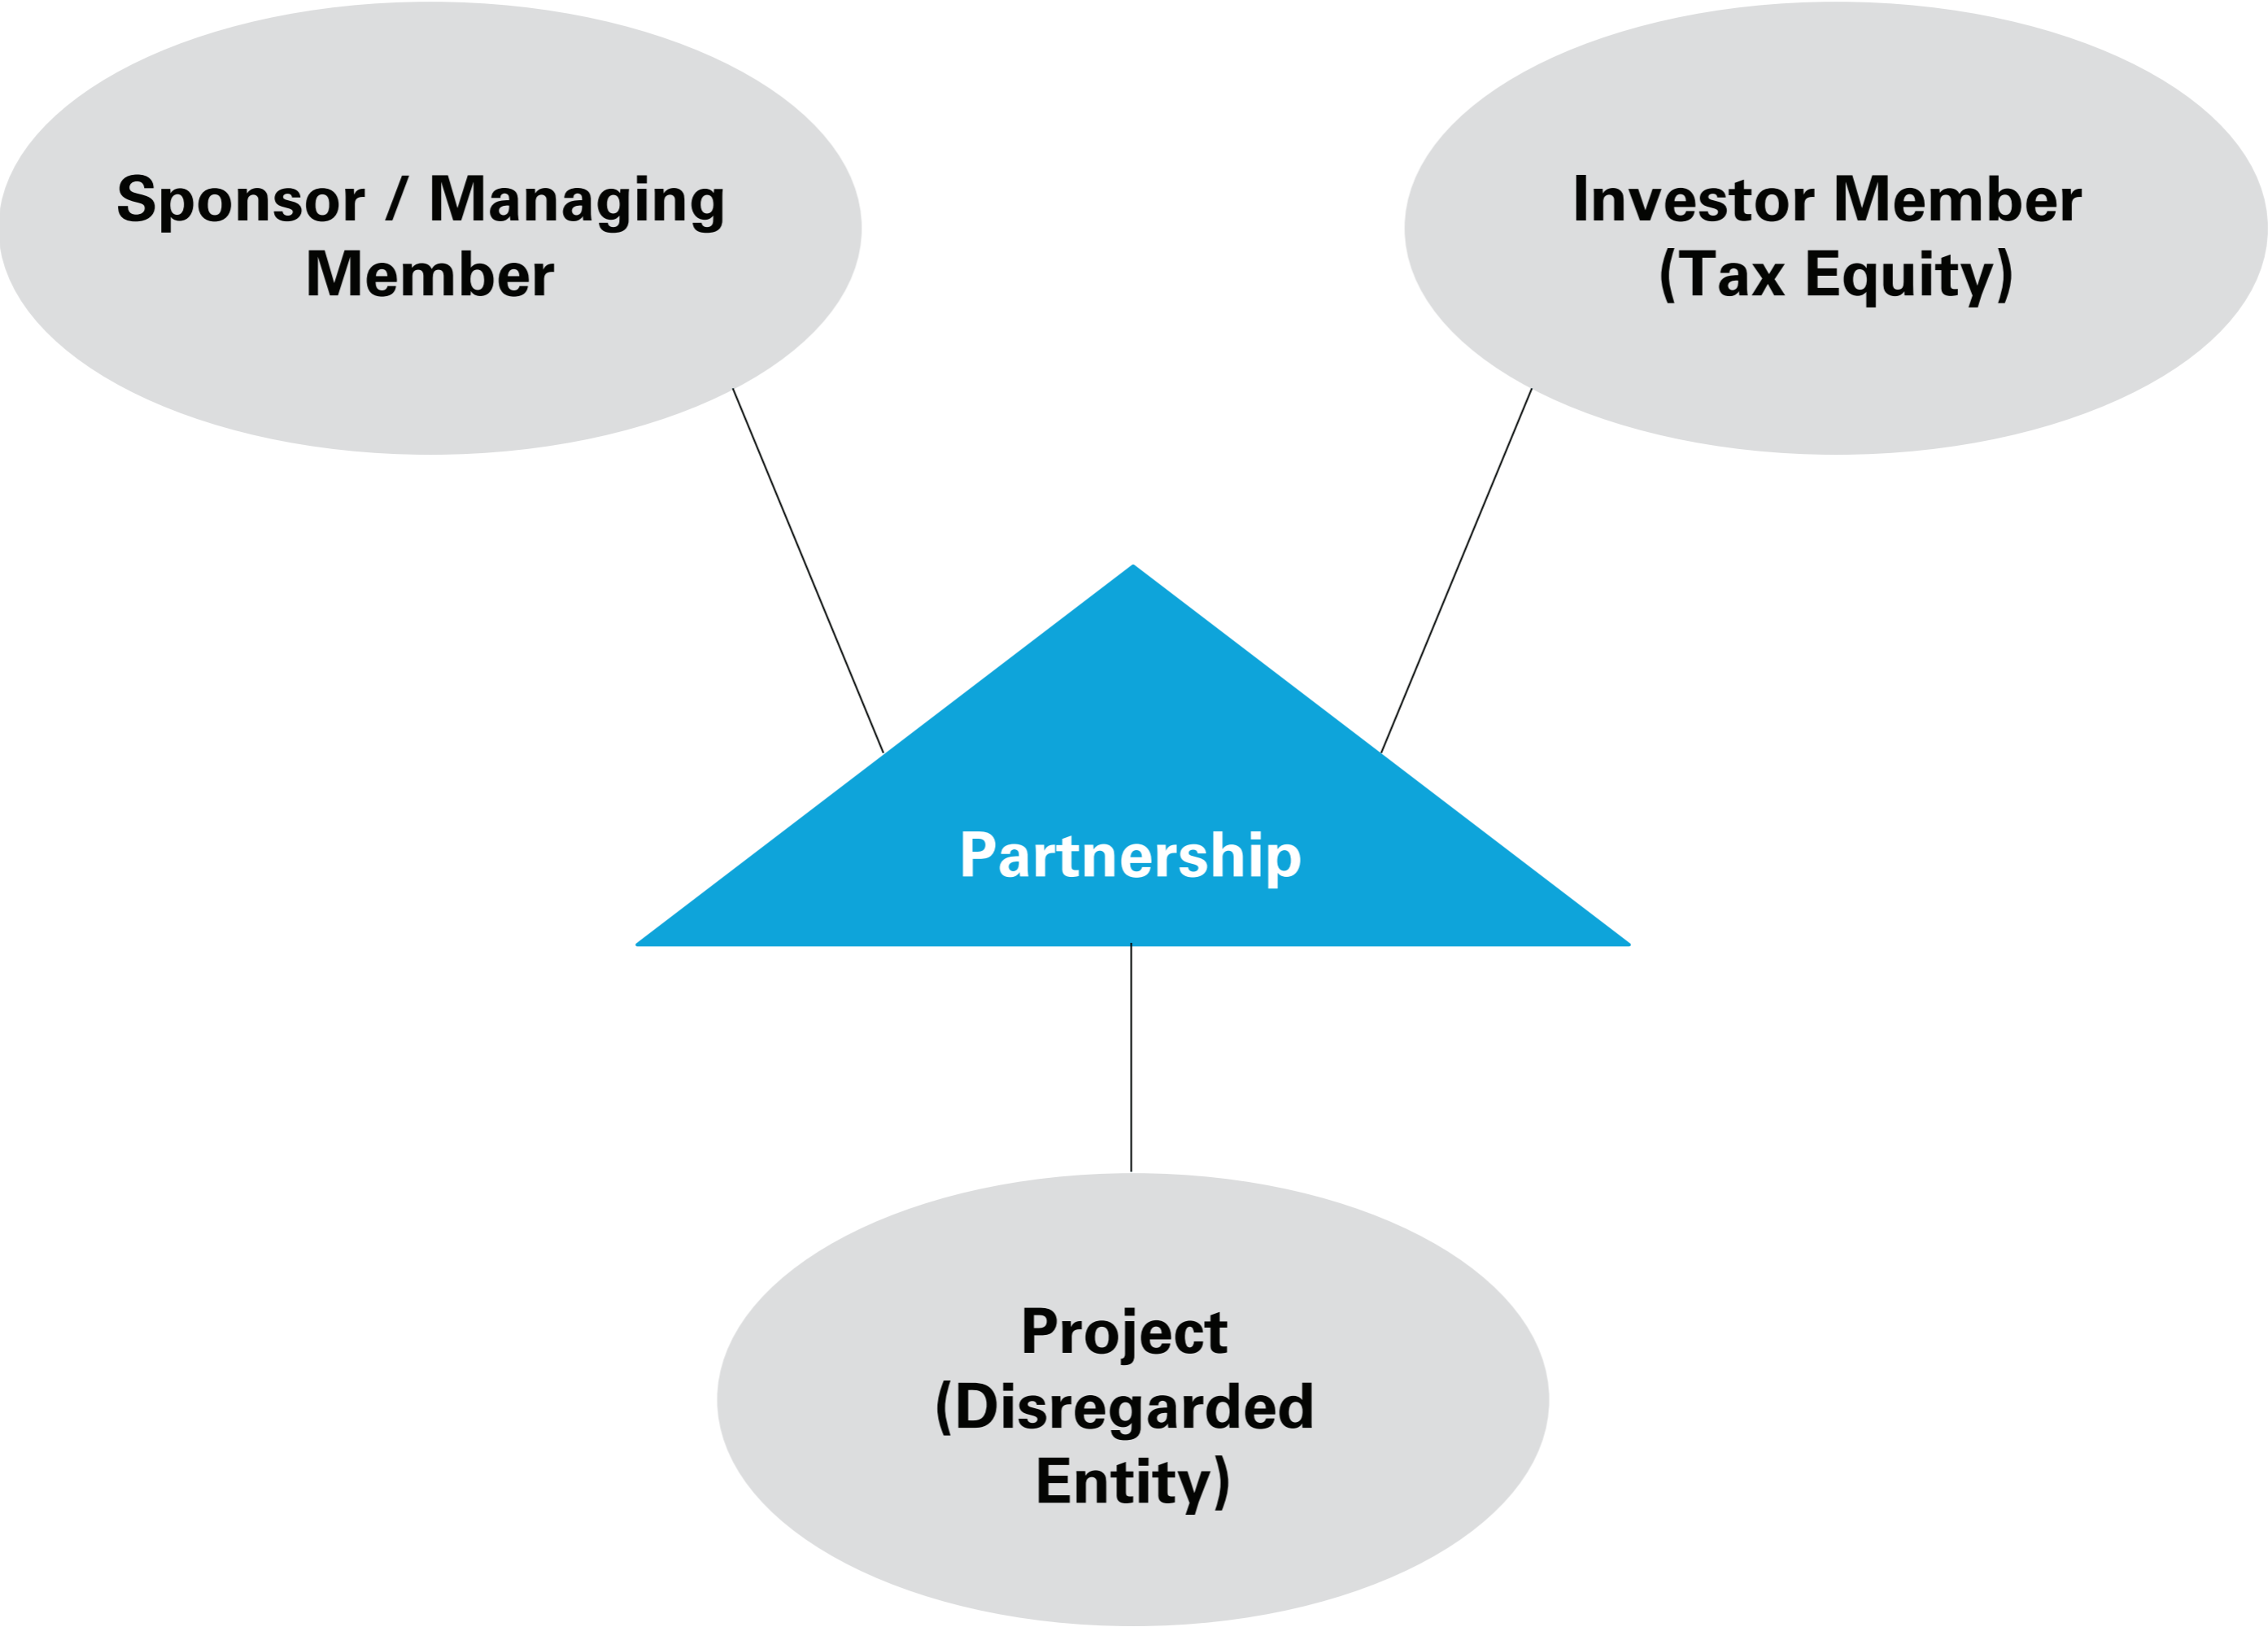 Sponsor / Managing
Member
Investor Member
(Tax Equity)
Partnership
Project
(Disregarded
Entity)